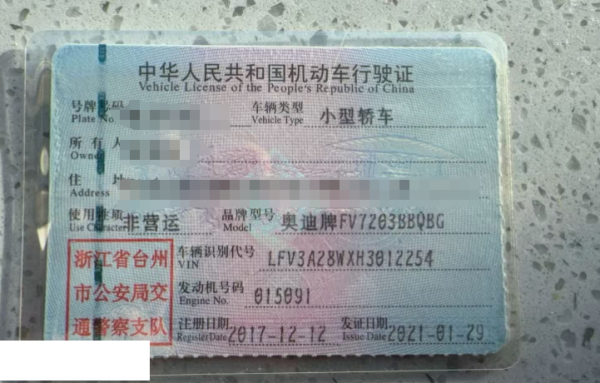 中华人民共和国机动车行驶证
Vehicle License of the People's Republic of China
号牌号码
Plate No.
车辆类型 小型轿车
Vehicle Type
所有人
Owner
住址
Address
使用性质 非营运
Use Character
品牌型号 奥迪牌FV7203BBQBG
Model
浙江省台州
市公安局交
通警察支队
车辆识别代号 LFV3A28WXH3012254
VIN
发动机号码 015091
Engine No.
注册日期 2017-12-12
Register Date
发证日期 2021-01-29
Issue Date